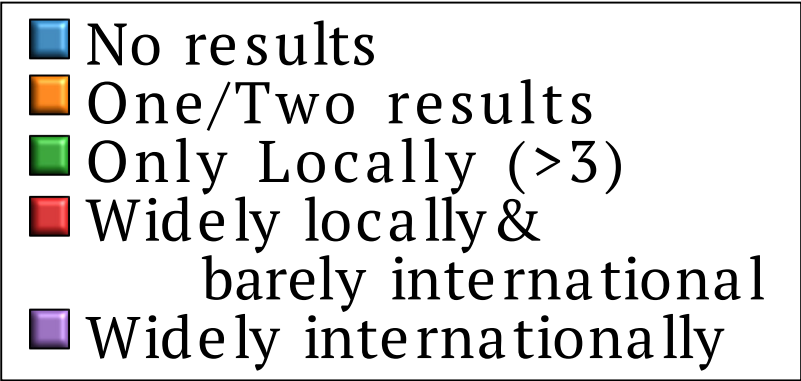 No results
One/Two results
Only Locally (>3)
Widely locally&
barely international
Widely internationally